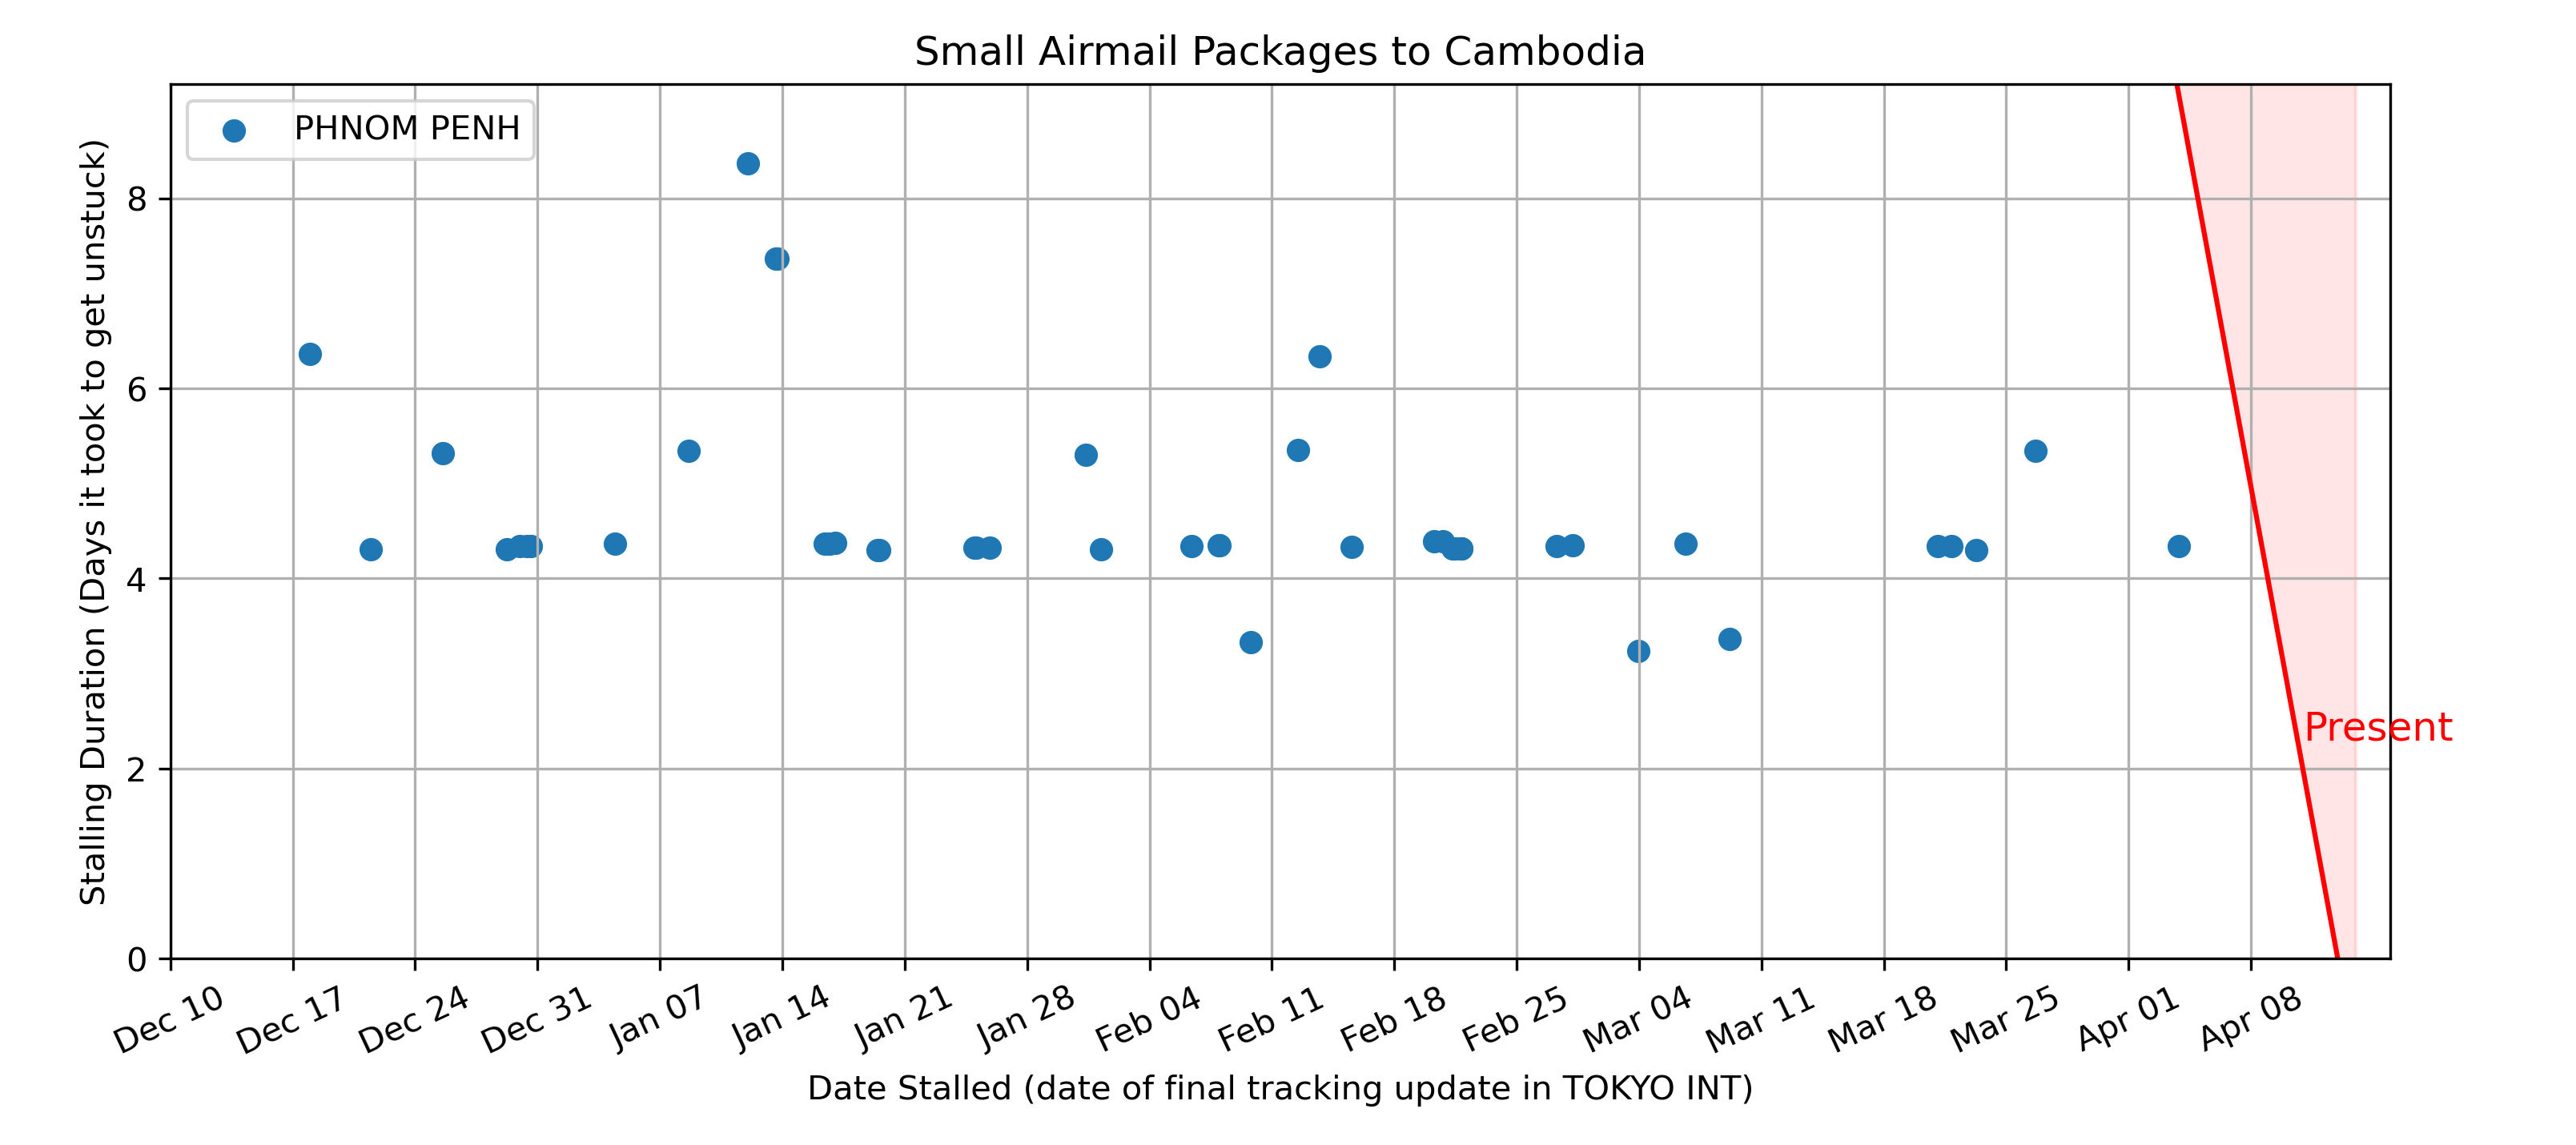 Small Airmail Packages to Cambodia
PHNOM PENH
Stalling Duration (Days it took to get unstuck)
8
6
4
2
0
Present
Dec 10
Dec 17
Dec 24
Dec 31
Jan 07
Jan 14
Jan 21
Jan 28
Feb 04
Feb 11
Feb 18
Feb 25
Mar 04
Mar 11
Mar 18
Mar 25
Apr 01
Apr 08
Date Stalled (date of final tracking update in TOKYO INT)